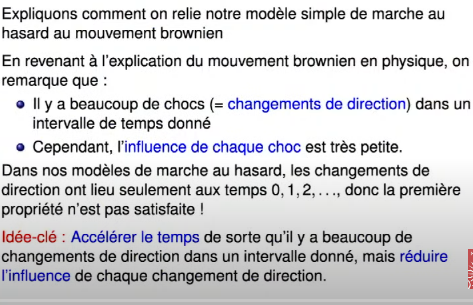 Expliquons comment on relie notre modèle simple de marche au
hasard au mouvement brownien
En revenant à l'explication du mouvement brownien en physique, on
remarque que :
Il y a beaucoup de chocs (= changements de direction) dans un
intervalle de temps donné
Cependant, l'influence de chaque choc est très petite.
Dans nos modèles de marche au hasard, les changements de
direction ont lieu seulement aux temps 0, 1, 2, . . ., donc la première
propriété n'est pas satisfaite !
Idée-clé : Accélérer le temps de sorte qu'il y a beaucoup de
changements de direction dans un intervalle donné, mais réduire
l'influence de chaque changement de direction.